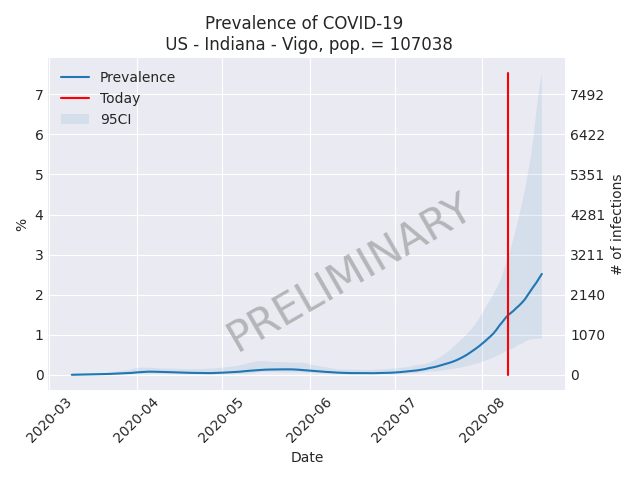 Prevalence of COVID-19
US - Indiana - Vigo, pop. = 107038
Prevalence
Today
95CI
7
6
5
4
3
2
1
0
%
7492
6422
5351
4281
3211
2140
1070
0
# of infections
PRELIMINARY
2020-03
2020-04
2020-05
2020-06
2020-07
2020-08
Date